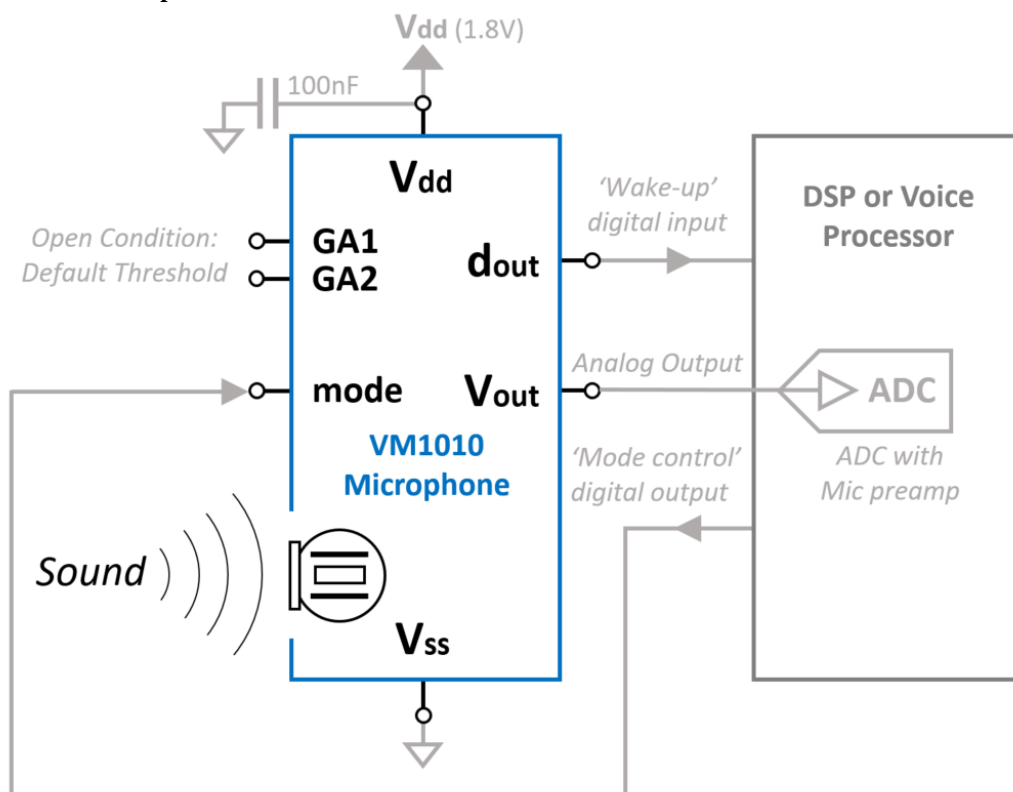 Vdd (1.8V)
100nF
Vdd
Open Condition:
Default Threshold
GA1
GA2
mode
dout
Vout
VM1010
Microphone
Sound
Vss
‘Wake-up’
digital input
Analog Output
‘Mode control’
digital output
DSP or Voice
Processor
ADC
ADC with
Mic preamp